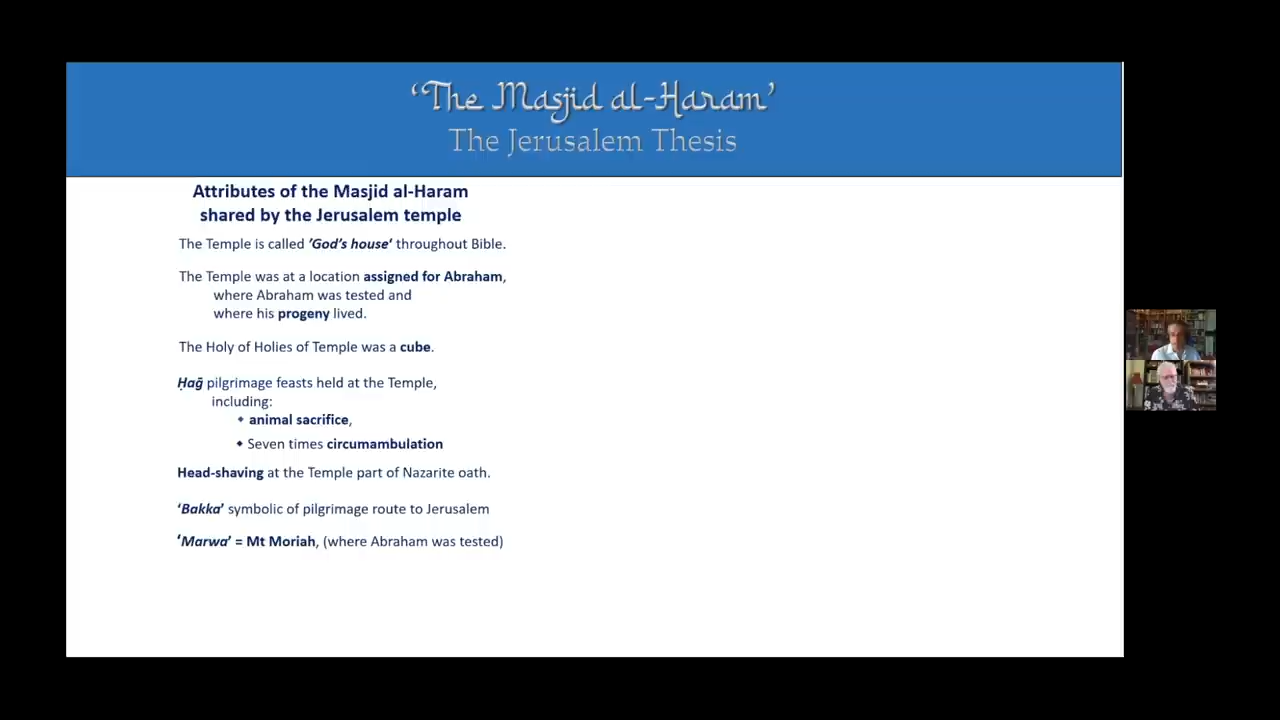 ‘The Masjid al-Haram’
The Jerusalem Thesis
Attributes of the Masjid al-Haram
shared by the Jerusalem temple
The Temple is called ’God’s house‘ throughout Bible.
The Temple was at a location assigned for Abraham,
where Abraham was tested and
where his progeny lived.
The Holy of Holies of Temple was a cube.
Ḥaḡ pilgrimage feasts held at the Temple,
including:
• animal sacrifice,
• Seven times circumambulation
Head-shaving at the Temple part of Nazarite oath.
‘Bakka’ symbolic of pilgrimage route to Jerusalem
‘Marwa’ = Mt Moriah, (where Abraham was tested)